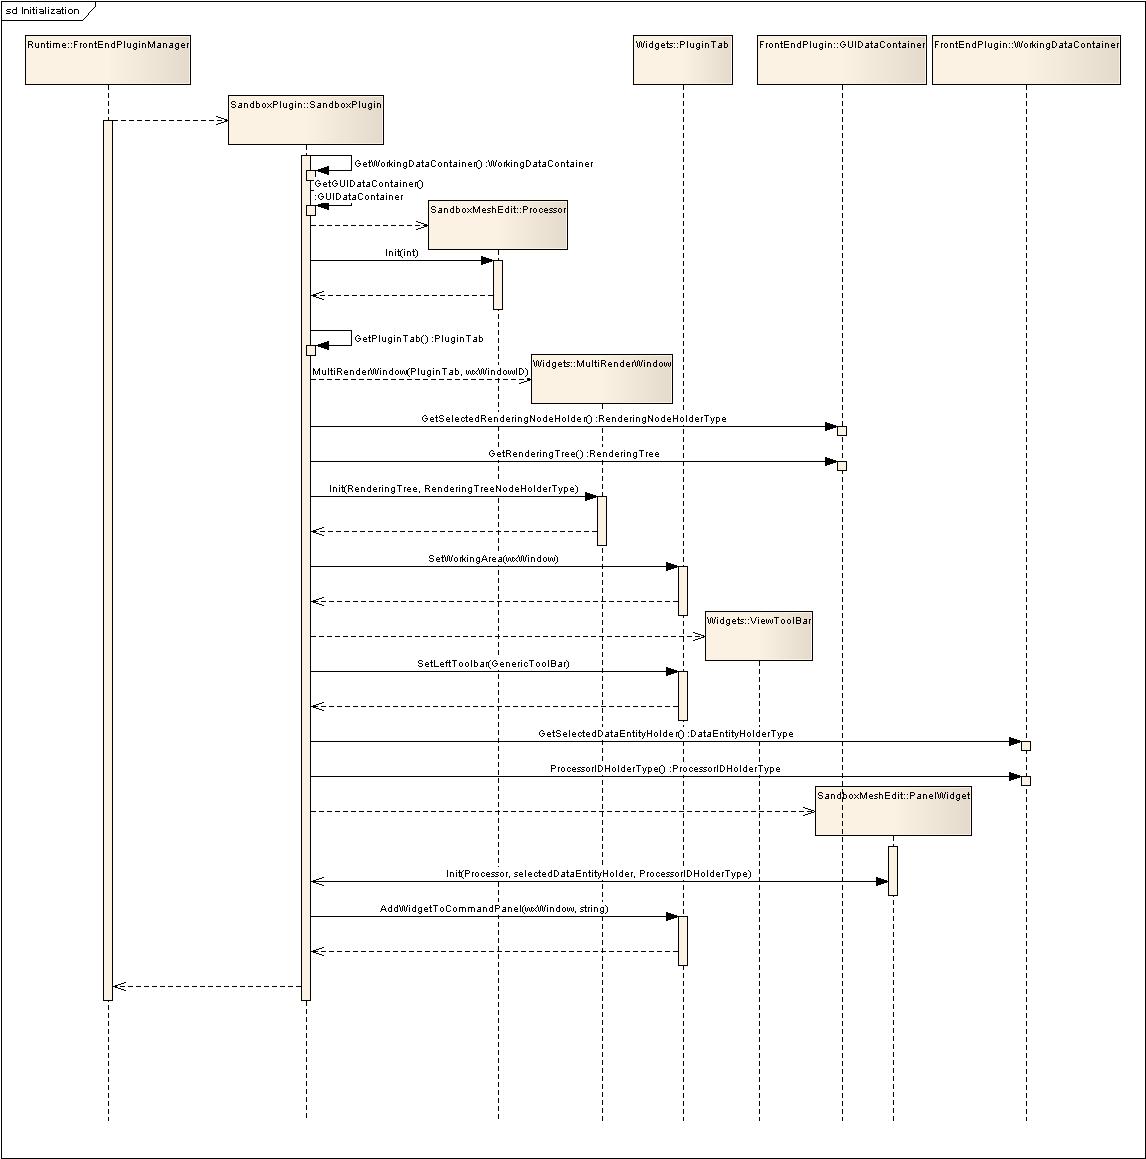 sd Initialization
Runtime::FrontEndPluginManager
Widgets::PluginTab
FrontEndPlugin::GUIDataContainer
FrontEndPlugin::WorkingDataContainer
SandboxPlugin::SandboxPlugin
GetWorkingDataContainer() :WorkingDataContainer
GetGUIDataContainer()
:GUIDataContainer
SandboxMeshEdit::Processor
Init(int)
GetPluginTab() :PluginTab
Widgets::MultiRenderWindow
MultiRenderWindow(PluginTab, wxWindowID)
GetSelectedRenderingNodeHolder() :RenderingNodeHolderType
GetRenderingTree() :RenderingTree
Init(RenderingTree, RenderingTreeNodeHolderType)
SetWorkingArea(wxWindow)
Widgets::ViewToolBar
SetLeftToolbar(GenericToolBar)
GetSelectedDataEntityHolder() :DataEntityHolderType
ProcessorIDHolderType() :ProcessorIDHolderType
SandboxMeshEdit::PanelWidget
Init(Processor, selectedDataEntityHolder, ProcessorIDHolderType)
AddWidgetToCommandPanel(wxWindow, string)